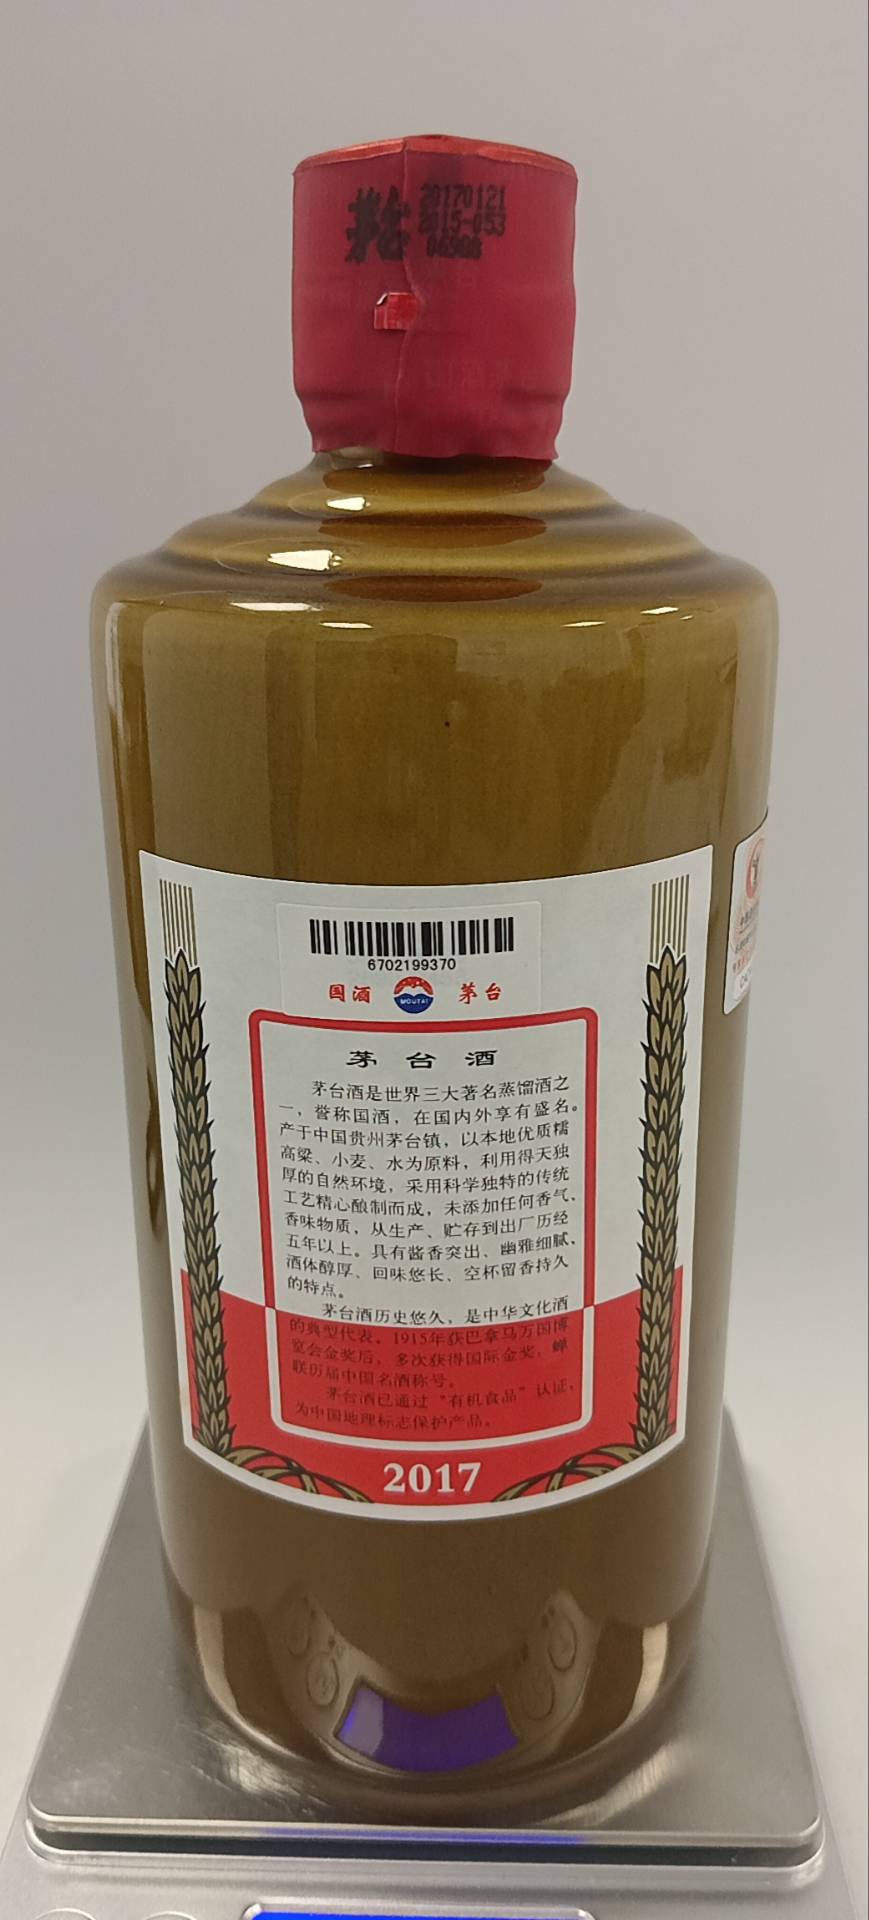 茅台
20170121
2015-053
06988
6702199370
国酒 MOUTAI 茅台
茅台酒
茅台酒是世界三大著名蒸馏酒之
一，誉称国酒，在国内外享有盛名。
产于中国贵州茅台镇，以本地优质糯
高粱、小麦、水为原料，利用得天独
厚的自然环境，采用科学独特的传统
工艺精心酿制而成，未添加任何香气、
香味物质，从生产、贮存到出厂历经
五年以上。具有酱香突出、幽雅细腻、
酒体醇厚、回味悠长、空杯留香持久
的特点。
茅台酒历史悠久，是中华文化酒
的典型代表。1915年获巴拿马万国博
览会金奖后，多次获得国际金奖，蝉
联历届中国名酒称号。
茅台酒已通过“有机食品”认证，
为中国地理标志保护产品。
2017